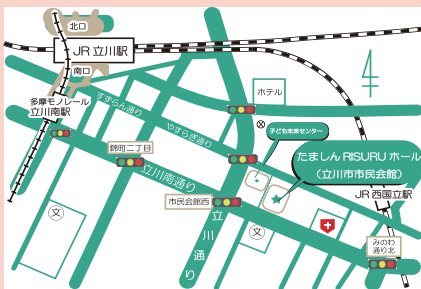 北口
JR 立川駅
南口
多摩モノレール
立川南駅
すずらん通り
やすらぎ通り
ホテル
子ども未来センター
たましん RISURU ホール
(立川市市民会館)
JR 西国立駅
錦町二丁目
立川南通り
市民会館西
立川通り
文
文
みのわ
通り北